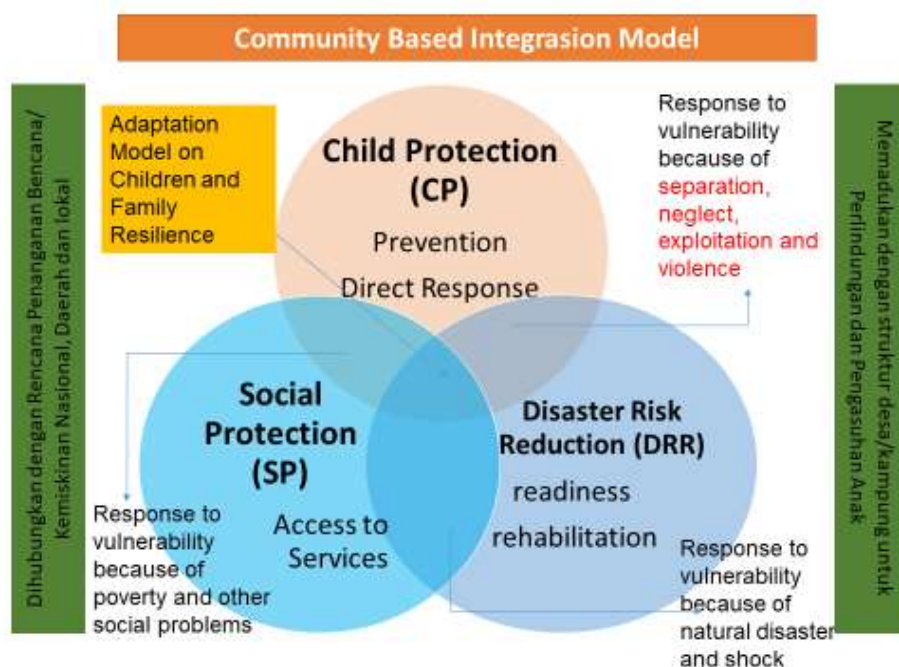 Community Based Integrasion Model
Dihubungkan dengan Rencana Penanganan Bencana/
Kemiskinan Nasional, Daerah dan lokal
Adaptation
Model on
Children and
Family
Resilience
Child Protection
(CP)
Prevention
Direct Response
Response to
vulnerability
because of
separation,
neglect,
exploitation and
violence
Social
Protection
(SP)
Access to
Services
Disaster Risk
Reduction (DRR)
readiness
rehabilitation
Response to
vulnerability
because of
poverty and other
social problems
Response to
vulnerability
because of
natural disaster
and shock
Memadukan dengan struktur desa/kampung untuk
Perlindungan dan Pengasuhan Anak